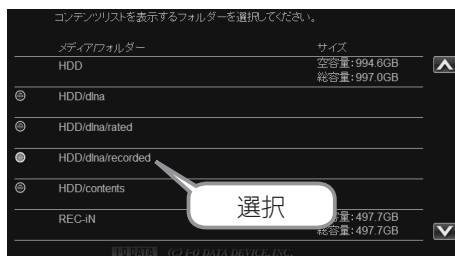 コンテンツリストを表示するフォルダーを選択してください。
メディア/フォルダー サイズ
HDD 空容量:994.6GB
総容量:997.0GB
HDD/dlna
HDD/dlna/rated
HDD/dlna/recorded
HDD/contents
選択
REC-iN 容量:497.7GB
総容量:497.7GB
I-O DATA (C) I-O DATA DEVICE, INC.